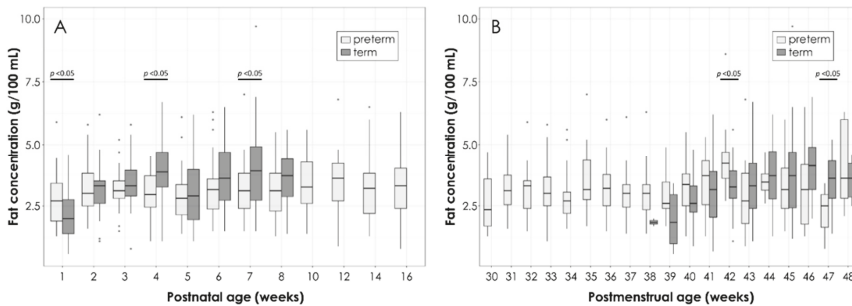 A
preterm
term
p <0.05
p <0.05
p <0.05
10.0
7.5
5.0
2.5
Fat concentration (g/100 mL)
1 2 3 4 5 6 7 8 10 12 14 16
Postnatal age (weeks)
B
preterm
term
p <0.05
p <0.05
10.0
7.5
5.0
2.5
Fat concentration (g/100 mL)
30 31 32 33 34 35 36 37 38 39 40 41 42 43 44 45 46 47 48
Postmenstrual age (weeks)